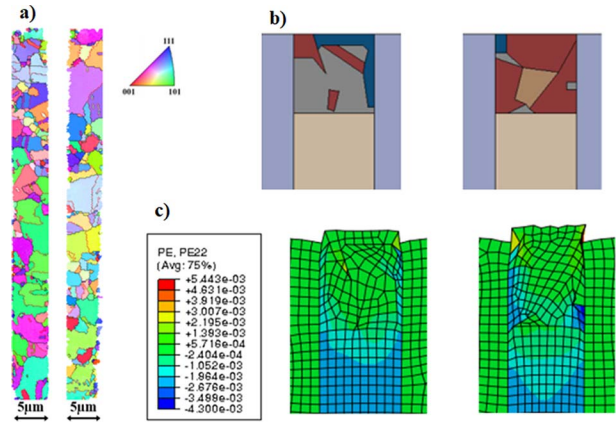 a)
111
001
101
5μm
5μm
b)
c)
PE, PE22
(Avg: 75%)
+5.443e-03
+4.631e-03
+3.819e-03
+3.007e-03
+2.195e-03
+1.383e-03
+5.716e-04
-2.404e-04
-1.052e-03
-1.864e-03
-2.676e-03
-3.488e-03
-4.300e-03